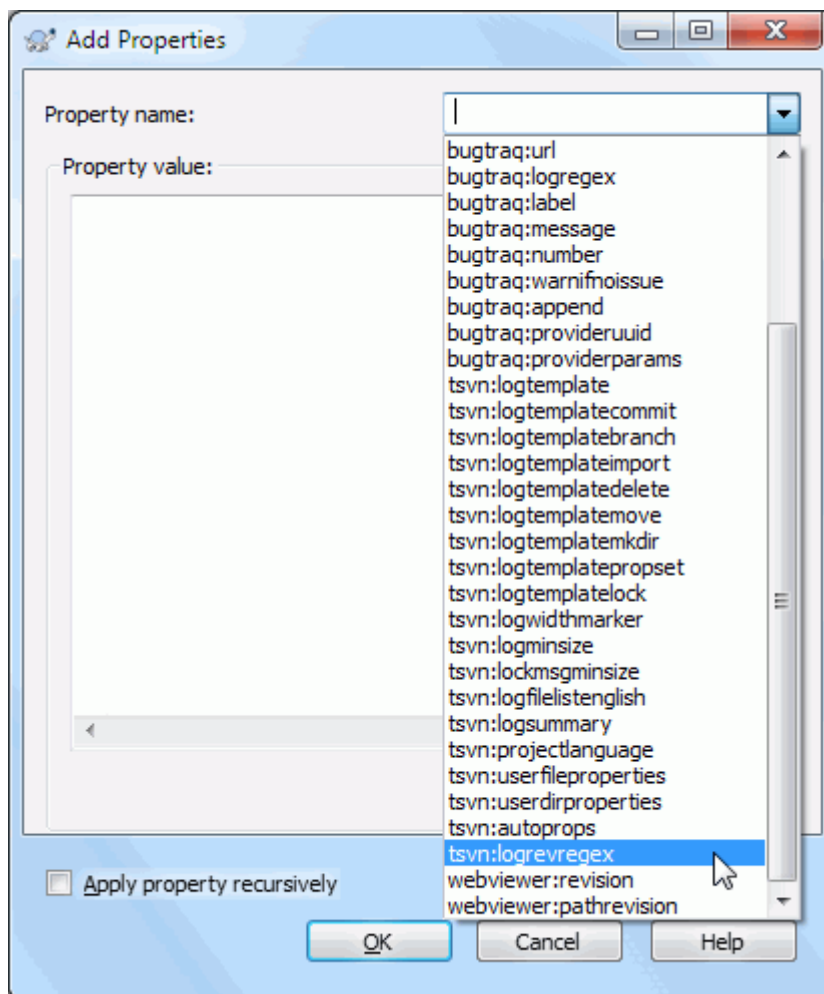 Add Properties
Property name:
Property value:
bugtraq:url
bugtraq:logregex
bugtraq:label
bugtraq:message
bugtraq:number
bugtraq:warnifnoissue
bugtraq:append
bugtraq:provideruuid
bugtraq:providerparams
tsvn:logtemplate
tsvn:logtemplatecommit
tsvn:logtemplatebranch
tsvn:logtemplateimport
tsvn:logtemplatedelete
tsvn:logtemplatemove
tsvn:logtemplatemkdir
tsvn:logtemplatepropset
tsvn:logtemplatelock
tsvn:logwidthmarker
tsvn:logminsize
tsvn:lockmsgminsize
tsvn:logfilelistenglish
tsvn:logsummary
tsvn:projectlanguage
tsvn:userfileproperties
tsvn:userdirproperties
tsvn:autoprops
tsvn:logrevregex
webviewer:revision
webviewer:pathrevision
Apply property recursively
OK
Cancel
Help